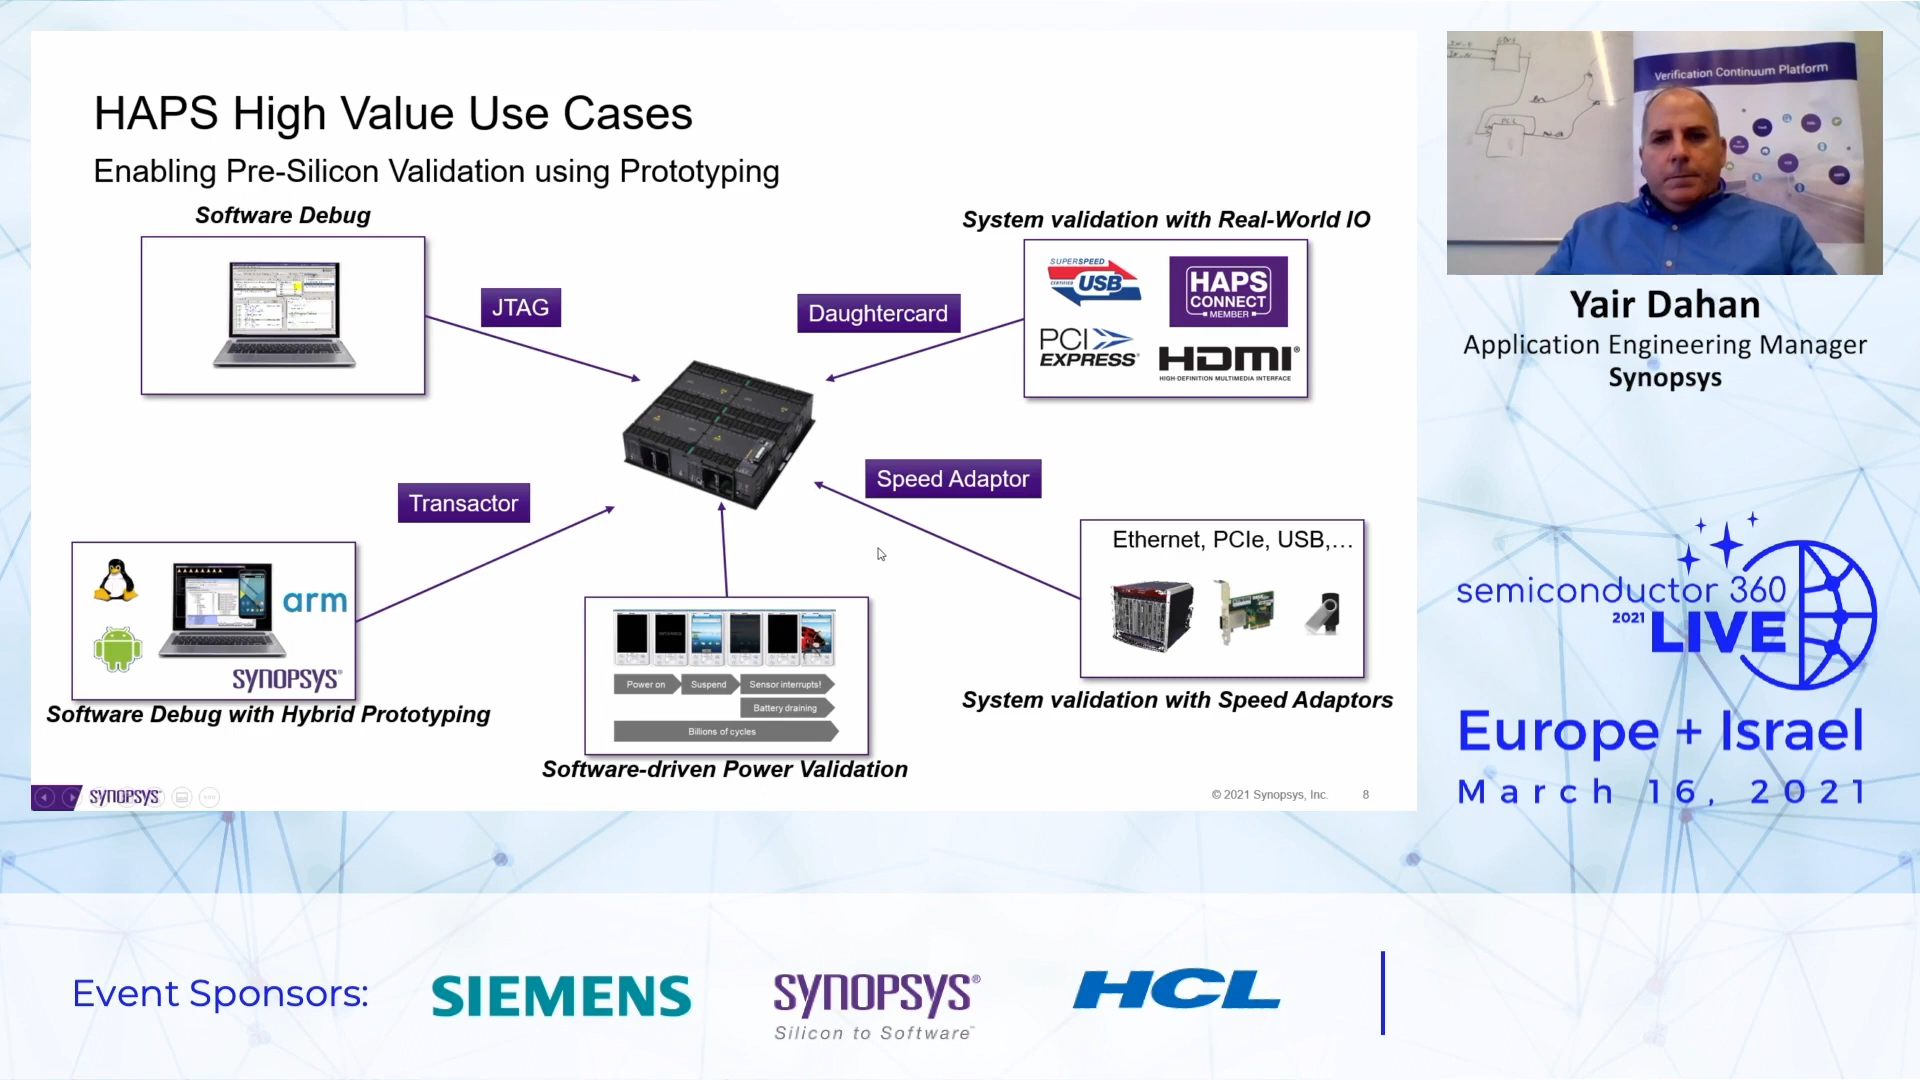 HAPS High Value Use Cases
Enabling Pre-Silicon Validation using Prototyping
Software Debug
JTAG
System validation with Real-World IO
Daughtercard
SUPERSPEED
CERTIFIED USB
HAPS
CONNECT
MEMBER
PCI
EXPRESS®
HDMI®
HIGH-DEFINITION MULTIMEDIA INTERFACE
Transactor
Speed Adaptor
arm
SYNOPSYS®
Software Debug with Hybrid Prototyping
Power on
Suspend
Sensor interrupts!
Battery draining
Billions of cycles
Software-driven Power Validation
Ethernet, PCIe, USB,…
System validation with Speed Adaptors
SYNOPSYS
© 2021 Synopsys, Inc.
8
Verification Continuum Platform
Yair Dahan
Application Engineering Manager
Synopsys
semiconductor 360
2021 LIVE
Europe + Israel
March 16, 2021
Event Sponsors:
SIEMENS
SYNOPSYS®
Silicon to Software™
HCL